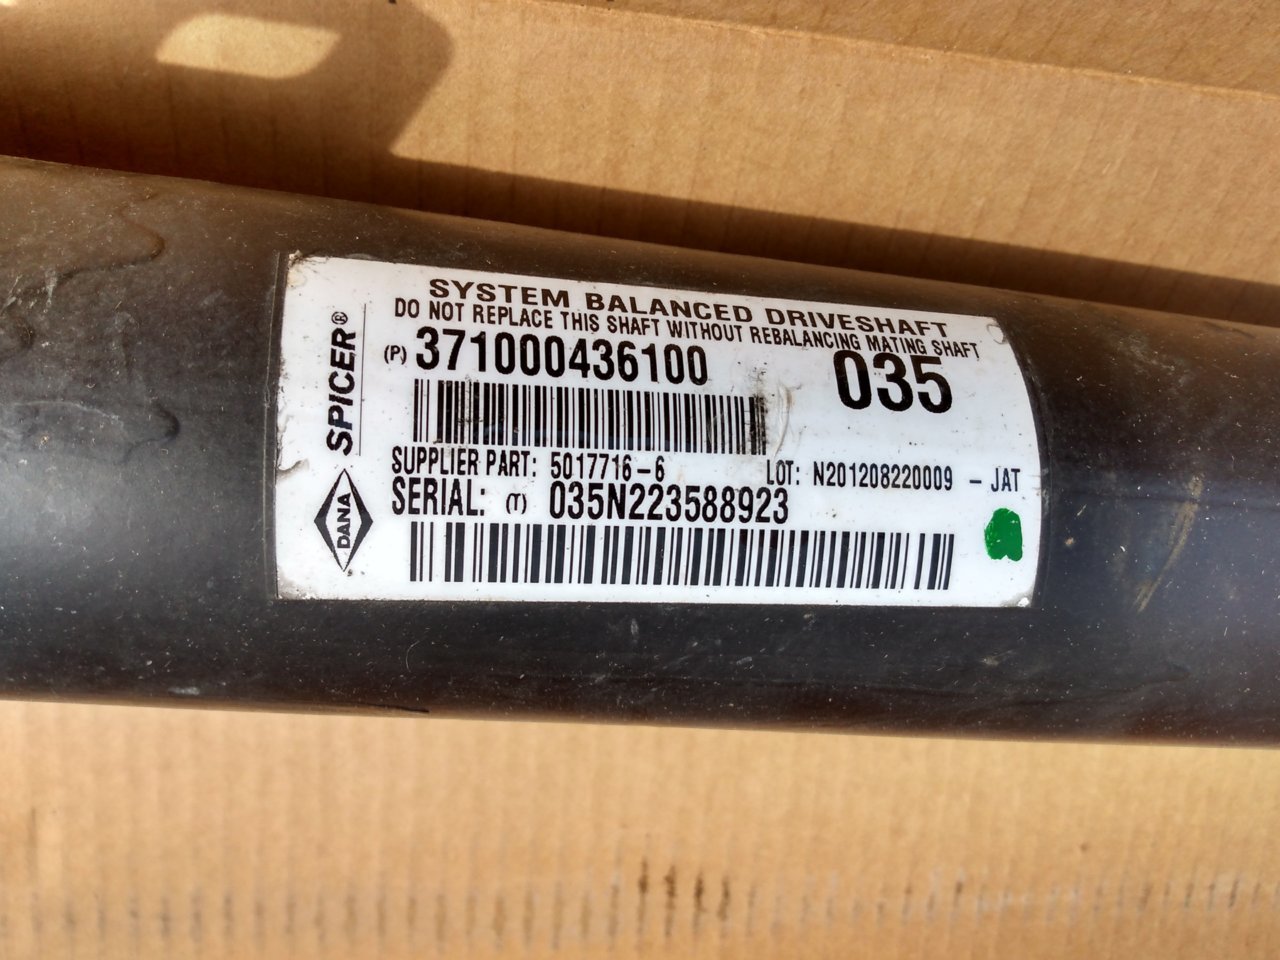 SYSTEM BALANCED DRIVESHAFT
DO NOT REPLACE THIS SHAFT WITHOUT REBALANCING MATING SHAFT
(P) 371000436100 035
SUPPLIER PART: 5017716-6 LOT: N201208220009 - JAT
SERIAL: (T) 035N223588923
SPICER®
DANA